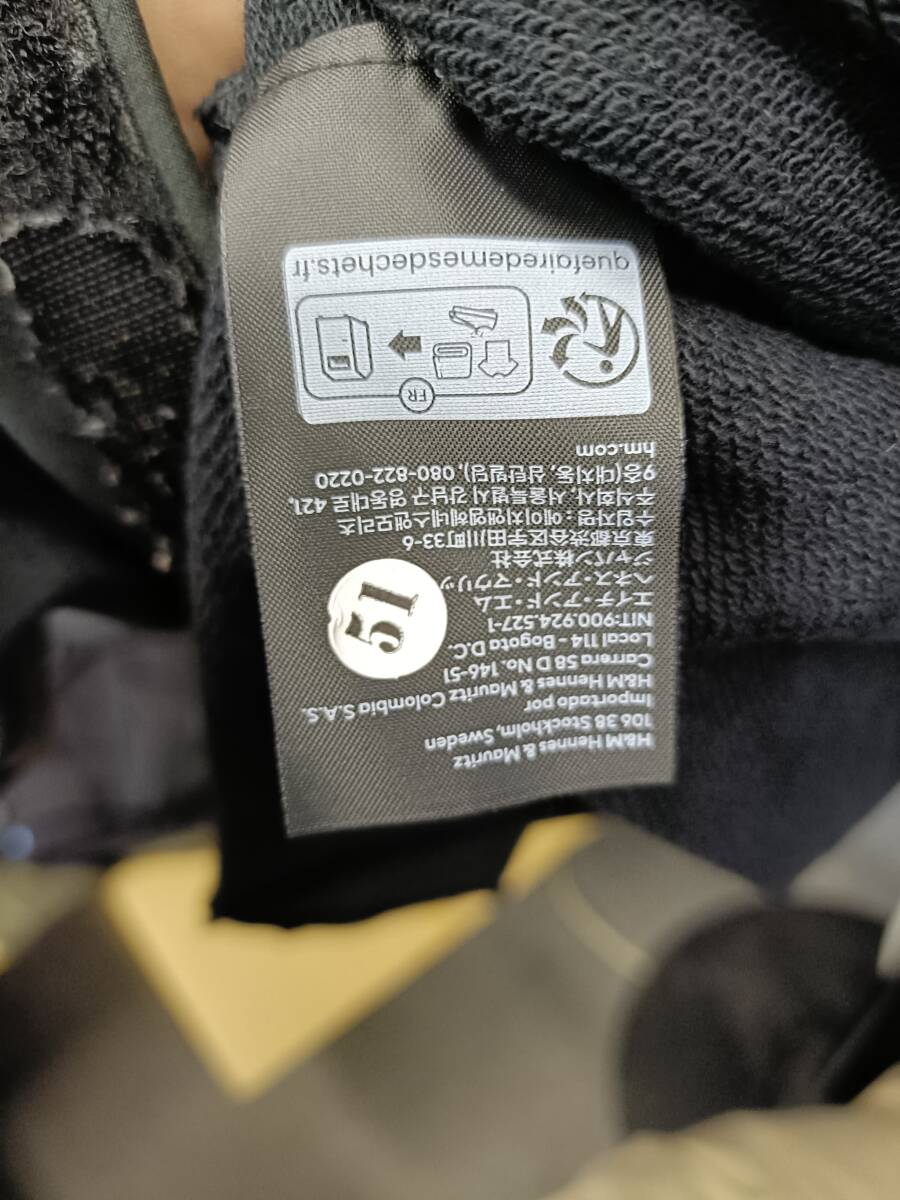 H&M Hennes & Mauritz
106 38 Stockholm, Sweden
Importado por
H&M Hennes & Mauritz Colombia S.A.S.
Carrera 58 D No. 146-51
Local 114 - Bogota D.C.
NIT-900.924.527-1
エイチ・アンド・エム
ヘネス・アンド・マウリッツ
ジャパン株式会社
東京都渋谷区宇田川町33-6
수입자명: 에이치앤엠헤네스앤모리츠
주식회사, 서울특별시 강남구 영동대로 421,
9층(대치동, 삼탄빌딩), 080-822-0220
hm.com
FR
quefairedemesdechets.fr
51